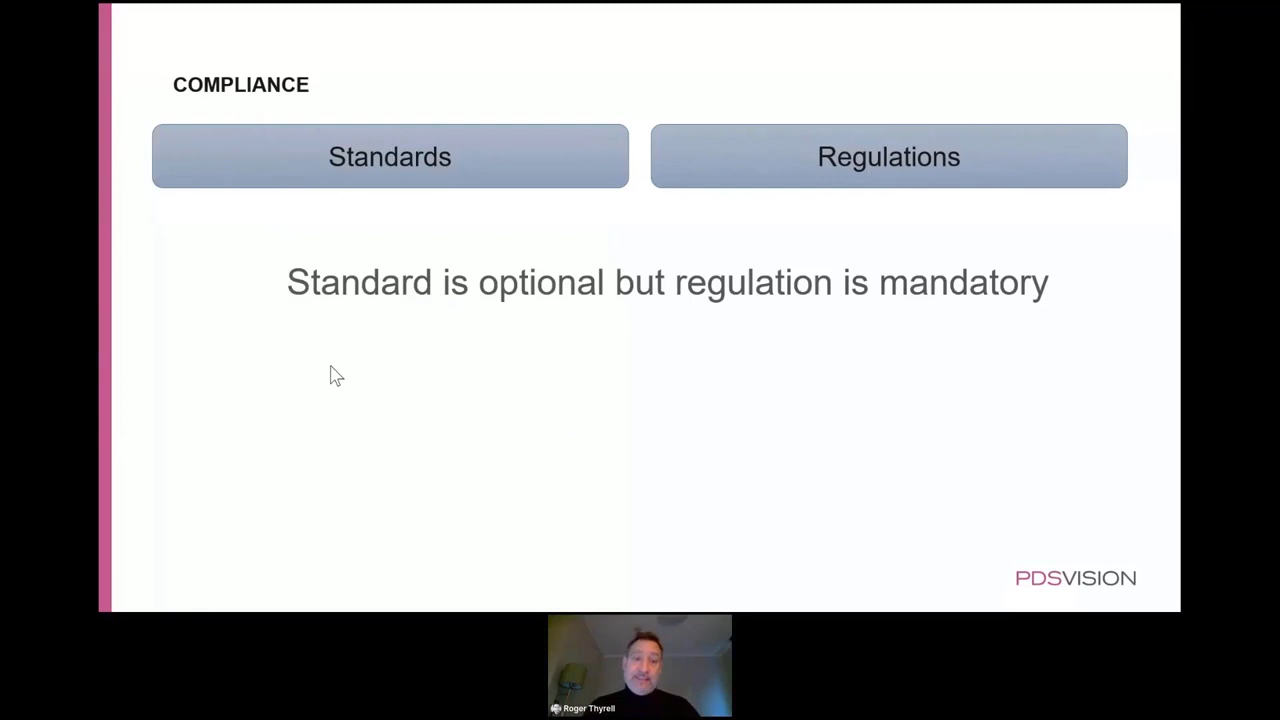 COMPLIANCE
Standards
Regulations
Standard is optional but regulation is mandatory
PDSVISION
Roger Thyrell